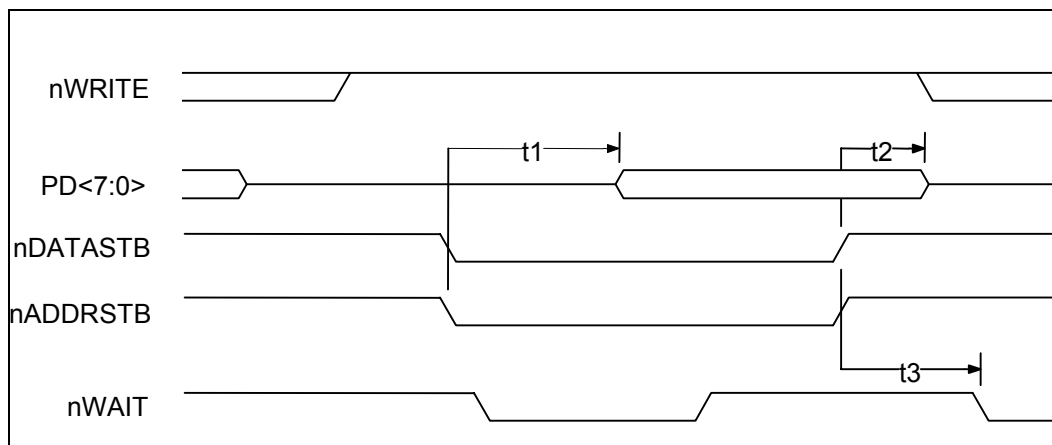 nWRITE
t1
t2
PD<7:0>
nDATASTB
nADDRSTB
t3
nWAIT